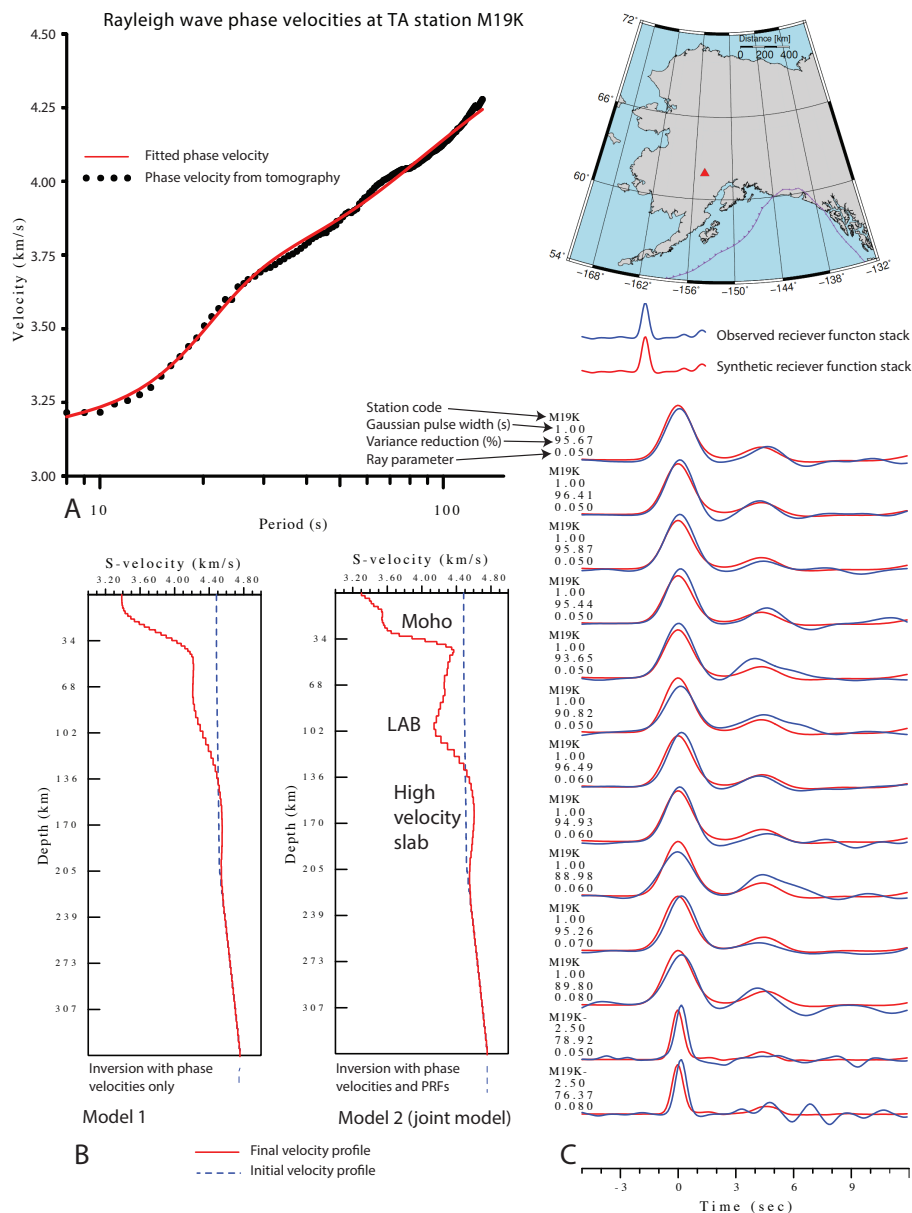 Rayleigh wave phase velocities at TA station M19K
4.50
4.25
4.00
3.75
3.50
3.25
3.00
Velocity (km/s)
Fitted phase velocity
Phase velocity from tomography
10
100
Period (s)
A
72˚
66˚
60˚
54˚
−168˚
−162˚
−156˚
−150˚
−144˚
−138˚
−132˚
Distance [km]
0 200 400
Observed reciever functon stack
Synthetic reciever function stack
Station code
Gaussian pulse width (s)
Variance reduction (%)
Ray parameter
M19K
1.00
95.67
0.050
M19K
1.00
96.41
0.050
M19K
1.00
95.87
0.050
M19K
1.00
95.44
0.050
M19K
1.00
93.65
0.050
M19K
1.00
90.82
0.050
M19K
1.00
96.49
0.060
M19K
1.00
94.93
0.060
M19K
1.00
88.98
0.060
M19K
1.00
95.26
0.070
M19K
1.00
89.80
0.080
M19K-
2.50
78.92
0.050
M19K-
2.50
76.37
0.080
C
-3 0 3 6 9
Time (sec)
S-velocity (km/s)
3.20 3.60 4.00 4.40 4.80
34
68
102
136
170
205
239
273
307
Depth (km)
Inversion with phase
velocities only
Model 1
S-velocity (km/s)
3.20 3.60 4.00 4.40 4.80
34
68
102
136
170
205
239
273
307
Depth (km)
Moho
LAB
High
velocity
slab
Inversion with phase
velocities and PRFs
Model 2 (joint model)
B
Final velocity profile
Initial velocity profile